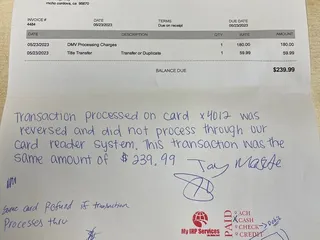 INVOICE# DATE TERMS DUE DATE
4484 05/23/2023 Due on receipt 05/23/2023
DATE DESCRIPTION QTY RATE AMOUNT
05/23/2023 DMV Processing Charges 1 180.00 180.00
05/23/2023 Title Transfer Transfer or Duplicate 1 59.99 59.99
BALANCE DUE $239.99
Transaction processed on card x4012 was
reversed and did not process through our
card reader system. This transaction was the
same amount of $239.99
same card refund if transaction
Processes thru
My IRP Services
PAID
ACH
CASH
CHECK
CREDIT